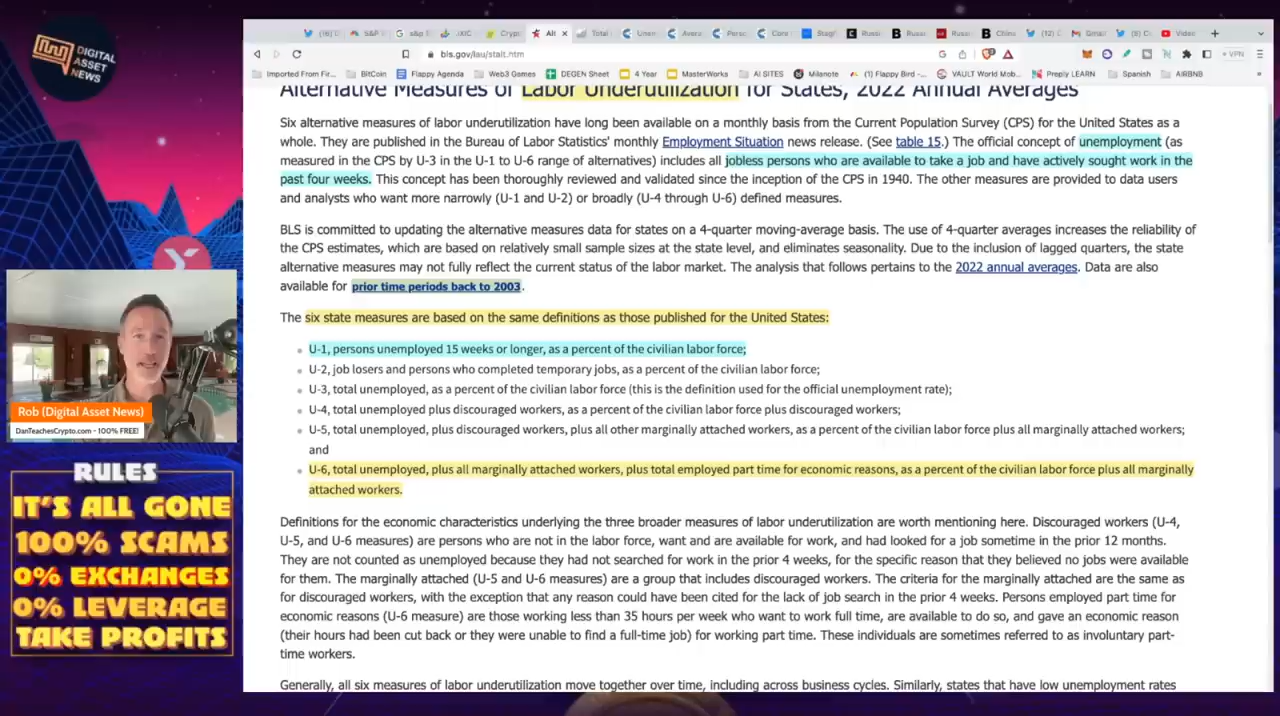 DIGITAL
ASSET
NEWS
Rob (Digital Asset News)
DanTeachesCrypto.com - 100% FREE!
RULES
IT'S ALL GONE
100% SCAMS
0% EXCHANGES
0% LEVERAGE
TAKE PROFITS
bls.gov/lau/stalt.htm
VPN
Imported From Fir... BitCoin Flappy Agenda Web3 Games DEGEN Sheet 4 Year MasterWorks AI SITES Milanote (1) Flappy Bird -... VAULT World Mob... Preply LEARN Spanish AIRBNB
Alternative Measures of Labor Underutilization for States, 2022 Annual Averages
Six alternative measures of labor underutilization have long been available on a monthly basis from the Current Population Survey (CPS) for the United States as a
whole. They are published in the Bureau of Labor Statistics' monthly Employment Situation news release. (See table 15.) The official concept of unemployment (as
measured in the CPS by U-3 in the U-1 to U-6 range of alternatives) includes all jobless persons who are available to take a job and have actively sought work in the
past four weeks. This concept has been thoroughly reviewed and validated since the inception of the CPS in 1940. The other measures are provided to data users
and analysts who want more narrowly (U-1 and U-2) or broadly (U-4 through U-6) defined measures.
BLS is committed to updating the alternative measures data for states on a 4-quarter moving-average basis. The use of 4-quarter averages increases the reliability of
the CPS estimates, which are based on relatively small sample sizes at the state level, and eliminates seasonality. Due to the inclusion of lagged quarters, the state
alternative measures may not fully reflect the current status of the labor market. The analysis that follows pertains to the 2022 annual averages. Data are also
available for prior time periods back to 2003.
The six state measures are based on the same definitions as those published for the United States:
U-1, persons unemployed 15 weeks or longer, as a percent of the civilian labor force;
U-2, job losers and persons who completed temporary jobs, as a percent of the civilian labor force;
U-3, total unemployed, as a percent of the civilian labor force (this is the definition used for the official unemployment rate);
U-4, total unemployed plus discouraged workers, as a percent of the civilian labor force plus discouraged workers;
U-5, total unemployed, plus discouraged workers, plus all other marginally attached workers, as a percent of the civilian labor force plus all marginally attached workers;
and
U-6, total unemployed, plus all marginally attached workers, plus total employed part time for economic reasons, as a percent of the civilian labor force plus all marginally
attached workers.
Definitions for the economic characteristics underlying the three broader measures of labor underutilization are worth mentioning here. Discouraged workers (U-4,
U-5, and U-6 measures) are persons who are not in the labor force, want and are available for work, and had looked for a job sometime in the prior 12 months.
They are not counted as unemployed because they had not searched for work in the prior 4 weeks, for the specific reason that they believed no jobs were available
for them. The marginally attached (U-5 and U-6 measures) are a group that includes discouraged workers. The criteria for the marginally attached are the same as
for discouraged workers, with the exception that any reason could have been cited for the lack of job search in the prior 4 weeks. Persons employed part time for
economic reasons (U-6 measure) are those working less than 35 hours per week who want to work full time, are available to do so, and gave an economic reason
(their hours had been cut back or they were unable to find a full-time job) for working part time. These individuals are sometimes referred to as involuntary part-
time workers.
Generally, all six measures of labor underutilization move together over time, including across business cycles. Similarly, states that have low unemployment rates